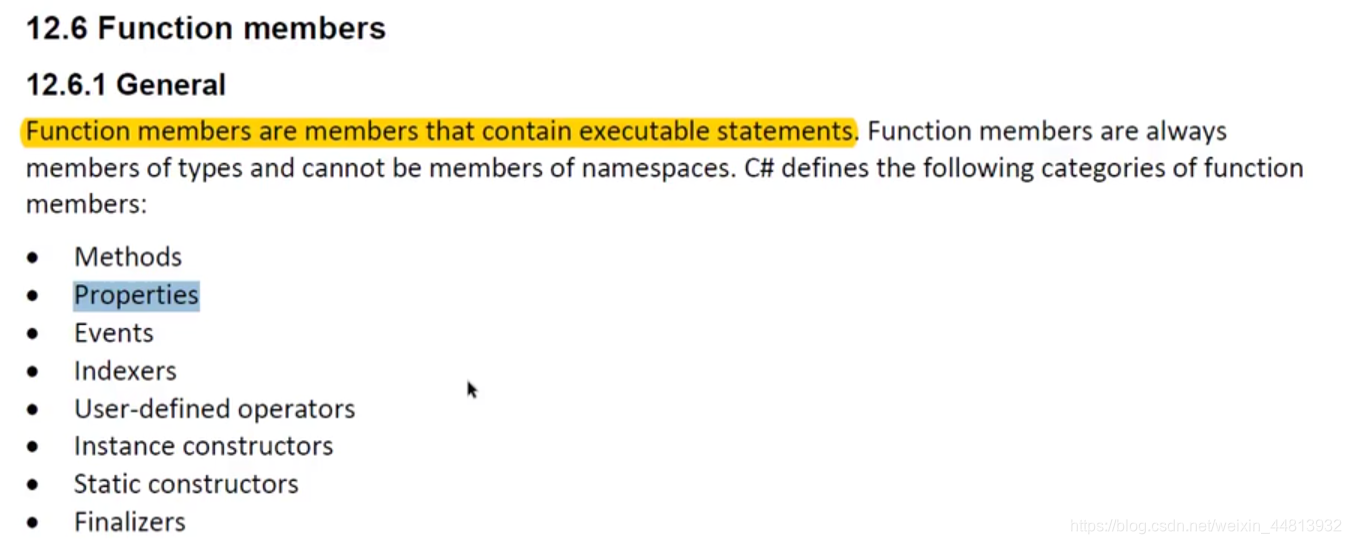 12.6 Function members
12.6.1 General
Function members are members that contain executable statements. Function members are always
members of types and cannot be members of namespaces. C# defines the following categories of function
members:
• Methods
• Properties
• Events
• Indexers
• User-defined operators
• Instance constructors
• Static constructors
• Finalizers
https://blog.csdn.net/weixin_44813932